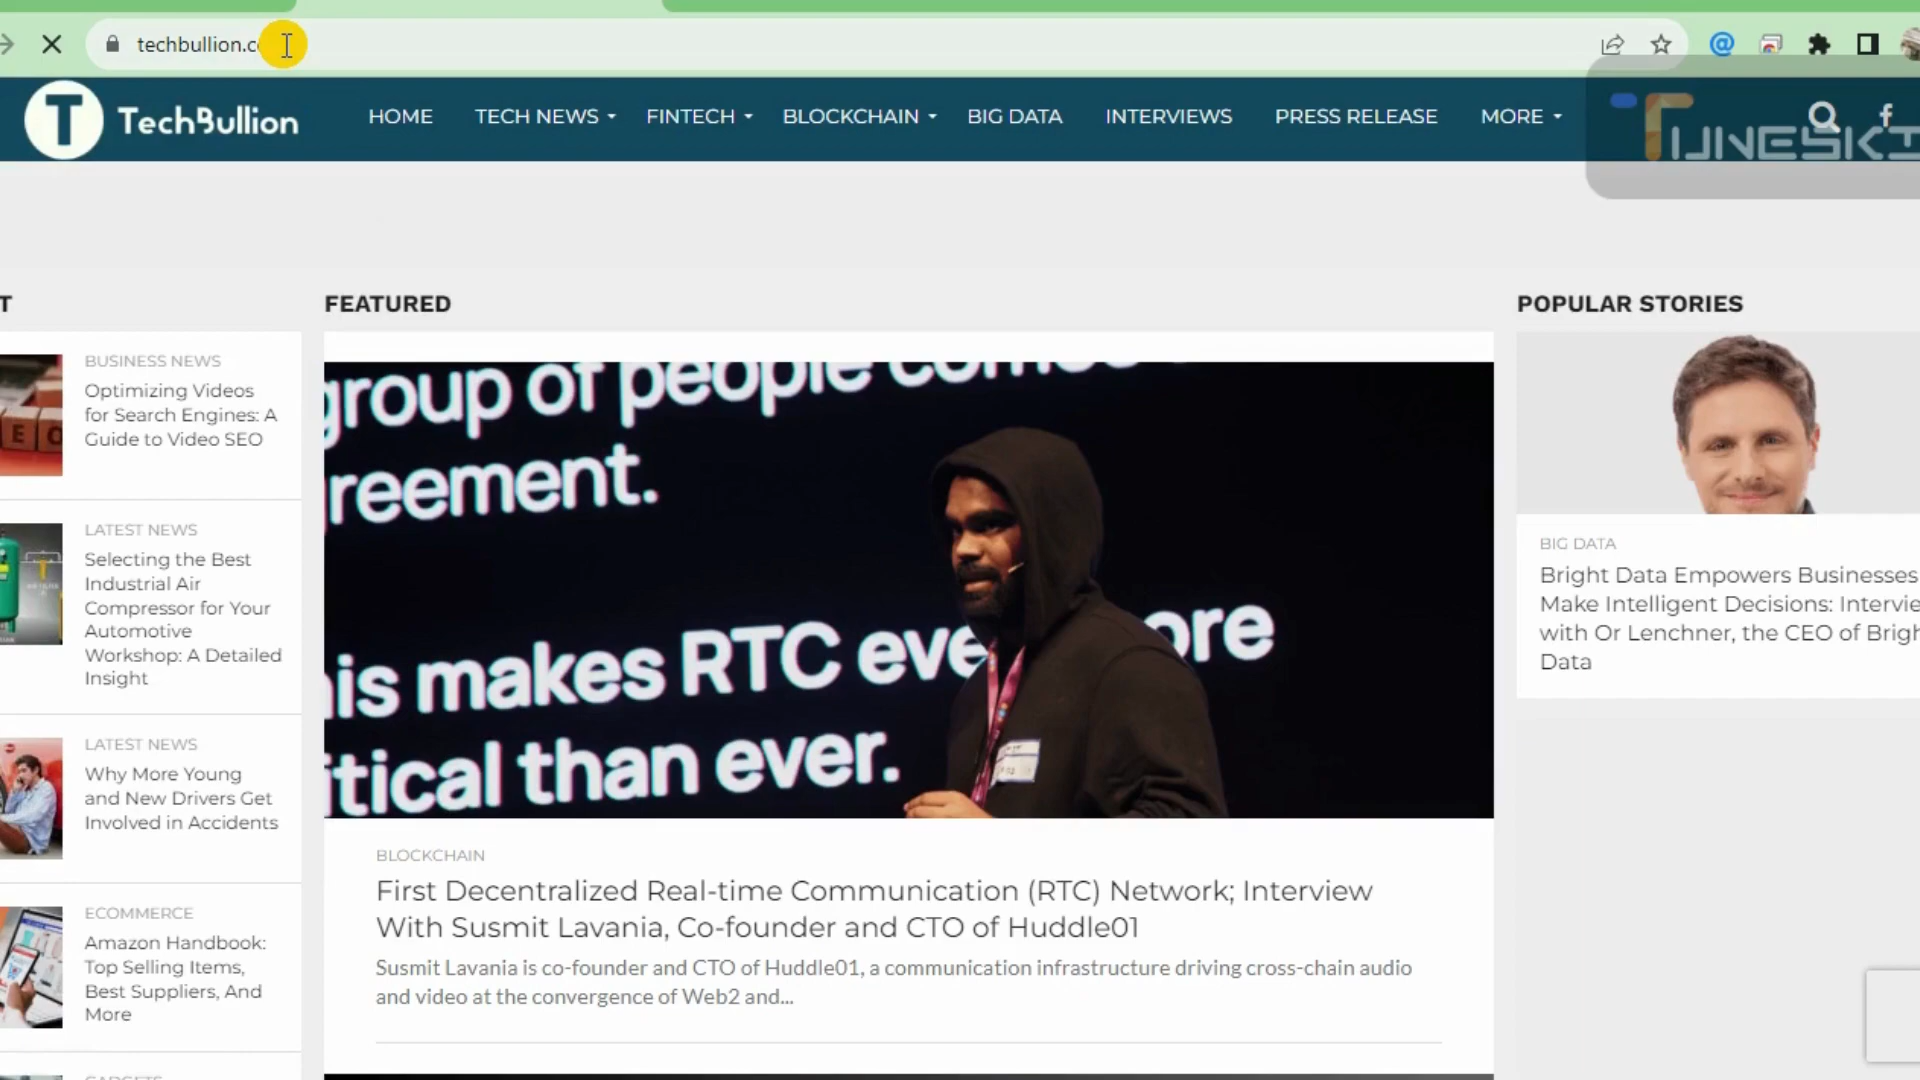 techbullion.c
TechBullion
HOME
TECH NEWS
FINTECH
BLOCKCHAIN
BIG DATA
INTERVIEWS
PRESS RELEASE
MORE
T
FEATURED
POPULAR STORIES
BUSINESS NEWS
Optimizing Videos
for Search Engines: A
Guide to Video SEO
LATEST NEWS
Selecting the Best
Industrial Air
Compressor for Your
Automotive
Workshop: A Detailed
Insight
LATEST NEWS
Why More Young
and New Drivers Get
Involved in Accidents
ECOMMERCE
Amazon Handbook:
Top Selling Items,
Best Suppliers, And
More
group of people
reement.
is makes RTC eve ore
itical than ever.
BLOCKCHAIN
First Decentralized Real-time Communication (RTC) Network; Interview
With Susmit Lavania, Co-founder and CTO of Huddle01
Susmit Lavania is co-founder and CTO of Huddle01, a communication infrastructure driving cross-chain audio
and video at the convergence of Web2 and...
BIG DATA
Bright Data Empowers Businesses
Make Intelligent Decisions: Intervie
with Or Lenchner, the CEO of Brigh
Data